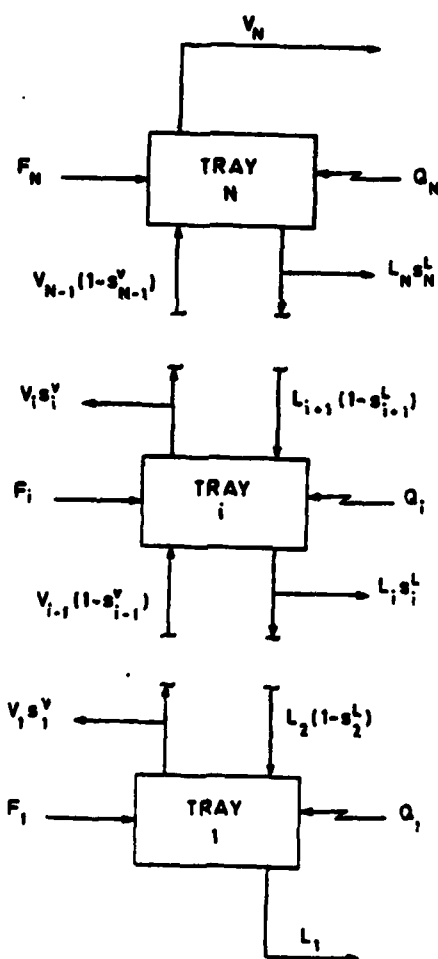 V_N
F_N
TRAY
N
Q_N
V_{N-1}(1-s^v_{N-1})
L_N s^L_N
V_i s^v_i
L_{i+1}(1-s^L_{i+1})
F_i
TRAY
i
Q_i
V_{i-1}(1-s^v_{i-1})
L_i s^L_i
V_1 s^v_1
L_2(1-s^L_2)
F_1
TRAY
1
Q_1
L_1